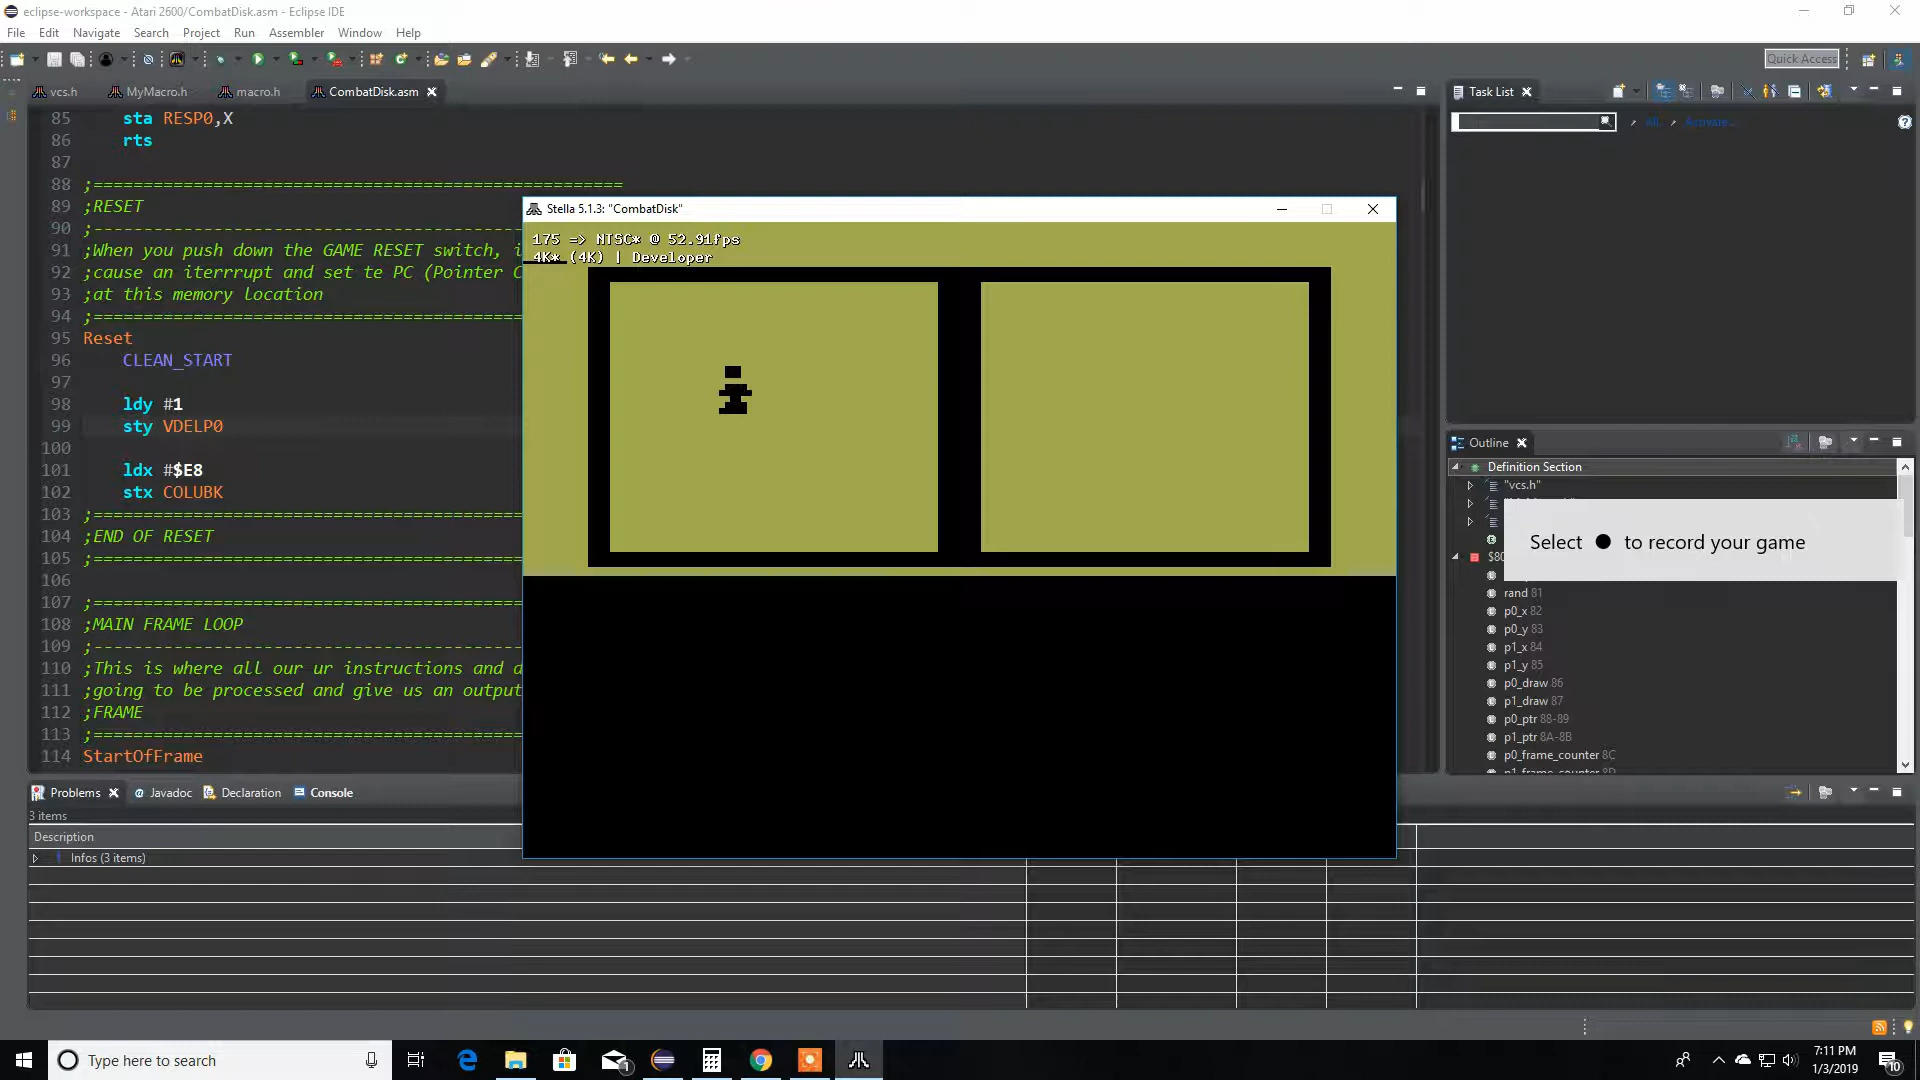 eclipse-workspace - Atari 2600/CombatDisk.asm - Eclipse IDE
File Edit Navigate Search Project Run Assembler Window Help
Quick Access
vcs.h MyMacro.h macro.h CombatDisk.asm
Task List
85 sta RESP0,X
86 rts
87
88 ;=====================================================
89 ;RESET
90 ;--------------------------------------------
91 ;When you push down the GAME RESET switch, i
92 ;cause an iterrrupt and set te PC (Pointer C
93 ;at this memory location
94 ;===========================================
95 Reset
96 CLEAN_START
97
98 ldy #1
99 sty VDELP0
100
101 ldx #$E8
102 stx COLUBK
103 ;===========================================
104 ;END OF RESET
105 ;===========================================
106
107 ;===========================================
108 ;MAIN FRAME LOOP
109 ;-------------------------------------------
110 ;This is where all our ur instructions and a
111 ;going to be processed and give us an output
112 ;FRAME
113 ;===========================================
114 StartOfFrame
Stella 5.1.3: "CombatDisk"
175 => NTSC* @ 52.91fps
4K* (4K) | Developer
All
Activate...
Outline
Definition Section
"vcs.h"
Select ● to record your game
rand 81
p0_x 82
p0_y 83
p1_x 84
p1_y 85
p0_draw 86
p1_draw 87
p0_ptr 88-89
p1_ptr 8A-8B
p0_frame_counter 8C
p1_frame_counter 8D
Problems Javadoc Declaration Console
3 items
Description
Infos (3 items)
Type here to search
1
7:11 PM
1/3/2019
10